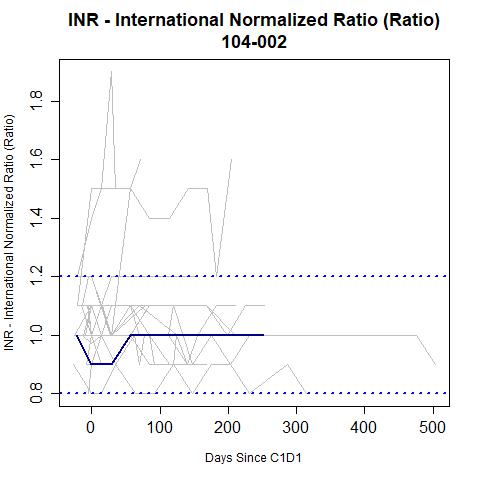 INR - International Normalized Ratio (Ratio)
104-002
INR - International Normalized Ratio (Ratio)
1.8
1.6
1.4
1.2
1.0
0.8
0 100 200 300 400 500
Days Since C1D1